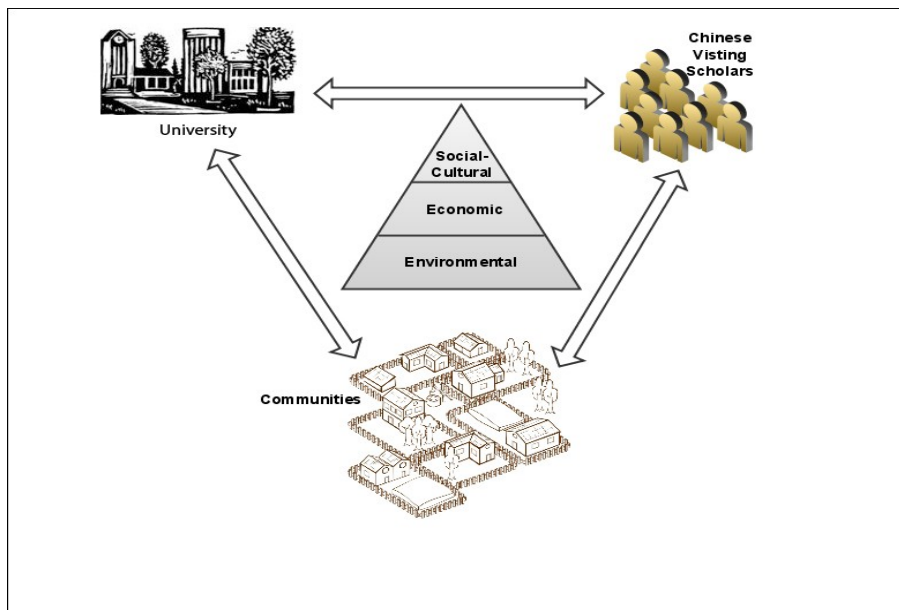 Chinese
Visting
Scholars
University
Social-
Cultural
Economic
Environmental
Communities